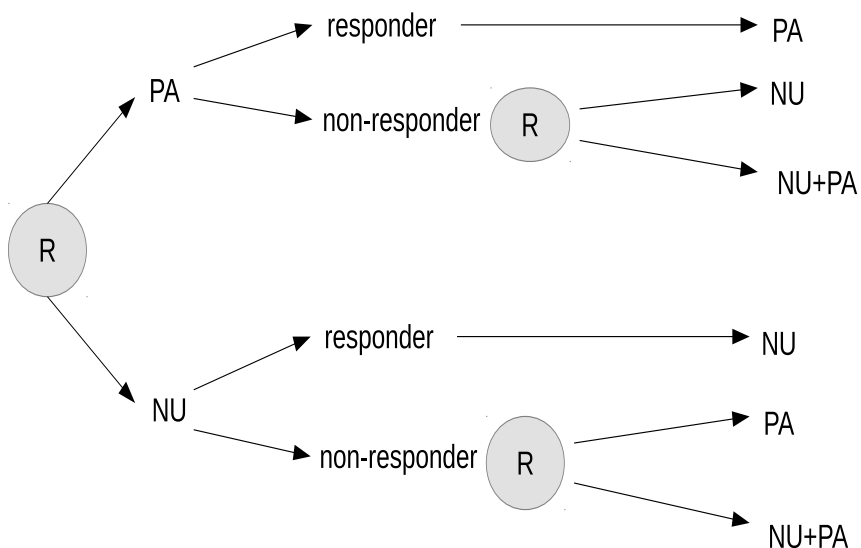 responder
PA
PA
NU
non-responder
R
NU+PA
R
responder
NU
NU
PA
non-responder
R
NU+PA